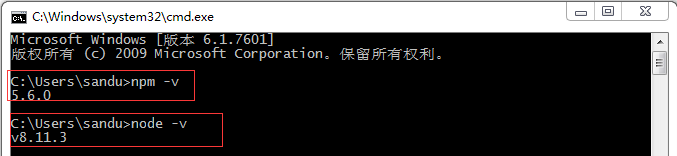 C:\Windows\system32\cmd.exe
Microsoft Windows [版本 6.1.7601]
版权所有 (c) 2009 Microsoft Corporation。保留所有权利。
C:\Users\sandu>npm -v
5.6.0
C:\Users\sandu>node -v
v8.11.3